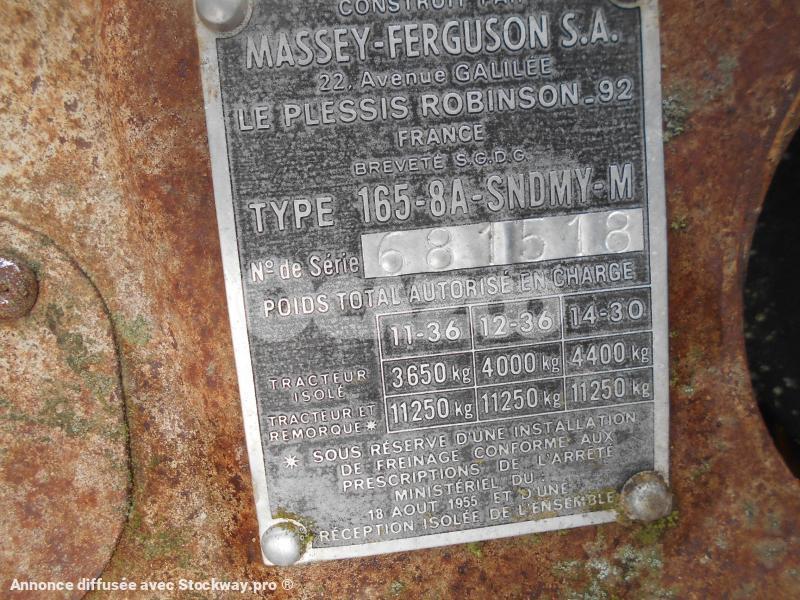 CONSTRUIT PAR
MASSEY-FERGUSON S.A.
22, Avenue GALILÉE
LE PLESSIS ROBINSON-92
FRANCE
BREVETÉ S.G.D.G.
TYPE 165-8A-SNDMY-M
Nº de Série 681518
POIDS TOTAL AUTORISÉ EN CHARGE
11-36 12-36 14-30
TRACTEUR ISOLÉ 3650 kg 4000 kg 4400 kg
TRACTEUR ET REMORQUE * 11250 kg 11250 kg 11250 kg
* SOUS RÉSERVE D'UNE INSTALLATION
DE FREINAGE CONFORME AUX
PRESCRIPTIONS DE L'ARRÊTÉ
MINISTÉRIEL DU :
18 AOUT 1955 ET D'UNE
RÉCEPTION ISOLÉE DE L'ENSEMBLE
Annonce diffusée avec Stockway.pro ®